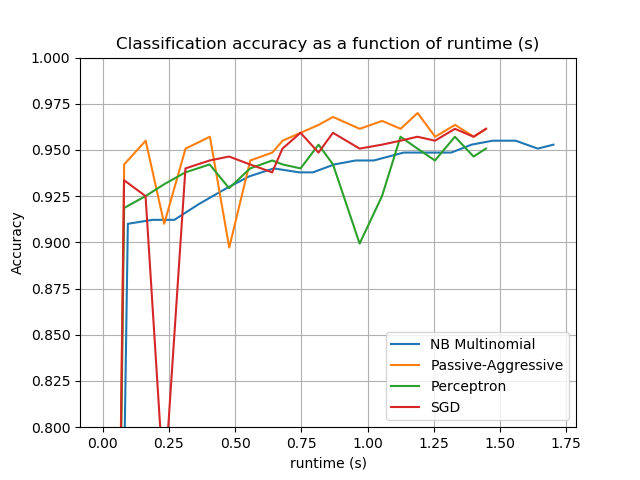 Classification accuracy as a function of runtime (s)
1.000
0.975
0.950
0.925
0.900
0.875
0.850
0.825
0.800
Accuracy
NB Multinomial
Passive-Aggressive
Perceptron
SGD
0.00 0.25 0.50 0.75 1.00 1.25 1.50 1.75
runtime (s)